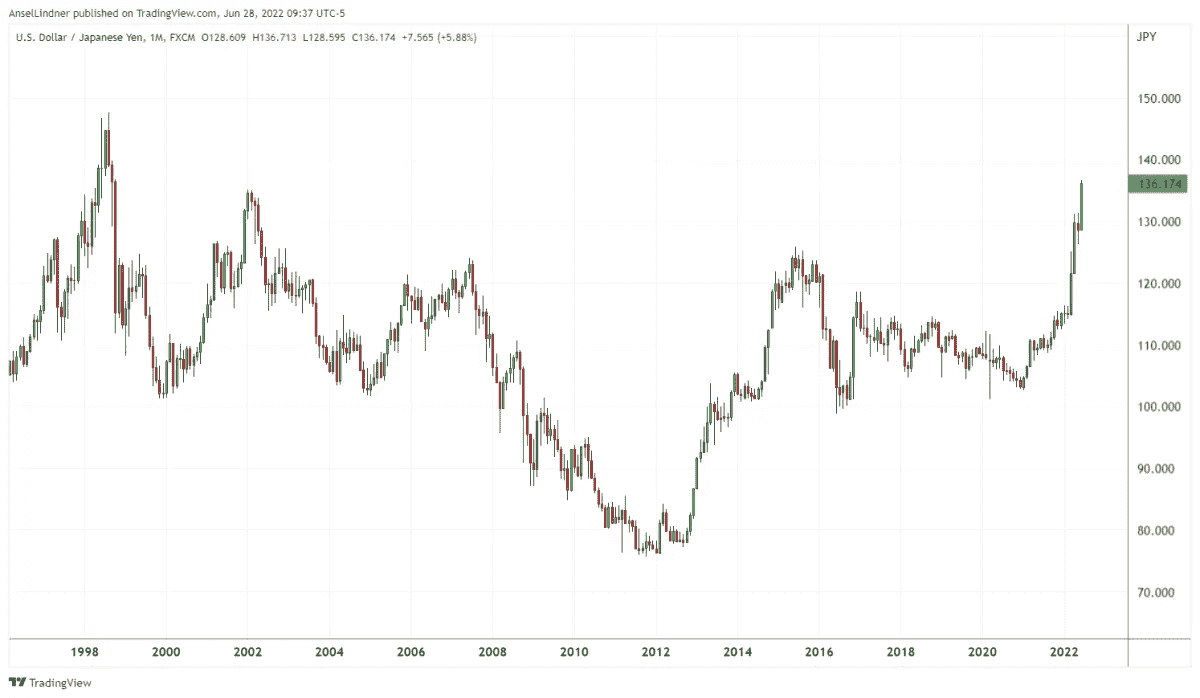 AnselLindner published on TradingView.com, Jun 28, 2022 09:37 UTC-5
U.S. Dollar / Japanese Yen, 1M, FXCM O128.609 H136.713 L128.595 C136.174 +7.565 (+5.88%)
JPY
150.000
140.000
136.174
130.000
120.000
110.000
100.000
90.000
80.000
70.000
1998 2000 2002 2004 2006 2008 2010 2012 2014 2016 2018 2020 2022
TradingView